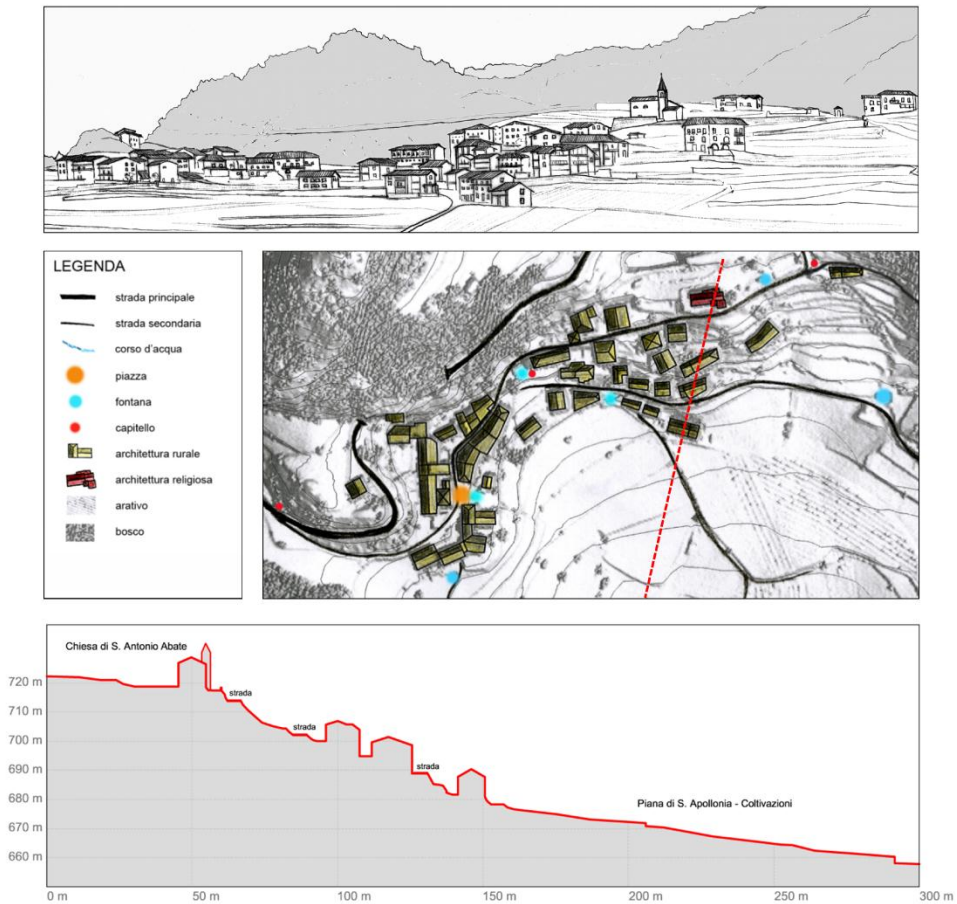 LEGENDA
strada principale
strada secondaria
corso d'acqua
piazza
fontana
capitello
architettura rurale
architettura religiosa
arativo
bosco
Chiesa di S. Antonio Abate
720 m
strada
710 m
strada
700 m
strada
690 m
680 m
Piana di S. Apollonia - Coltivazioni
670 m
660 m
0 m 50 m 100 m 150 m 200 m 250 m 300 m